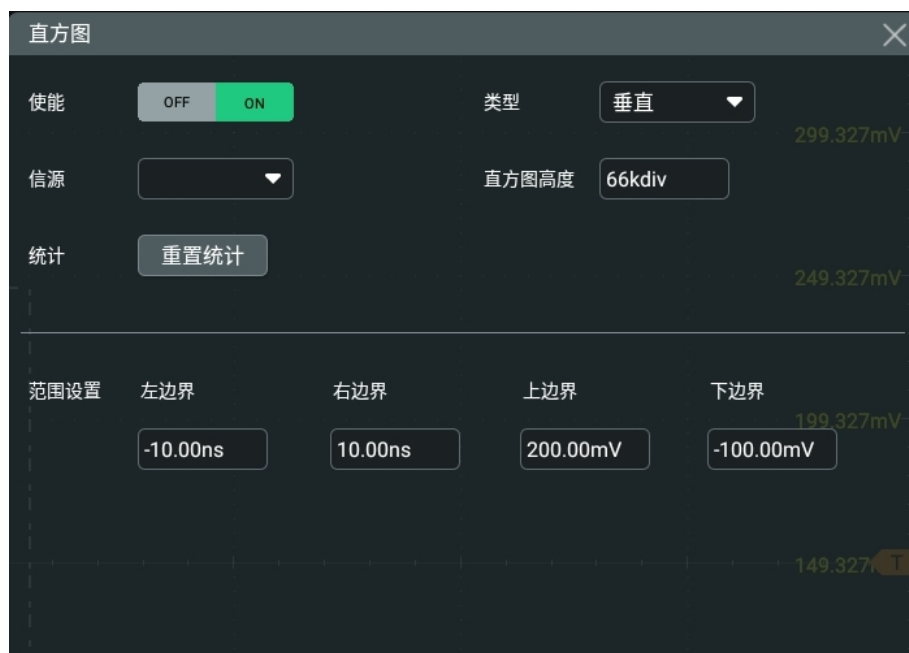 直方图
使能 OFF ON 类型 垂直
299.327mV
信源 直方图高度 66kdiv
统计 重置统计
249.327mV
范围设置 左边界 右边界 上边界 下边界
199.327mV
-10.00ns 10.00ns 200.00mV -100.00mV
149.327 T